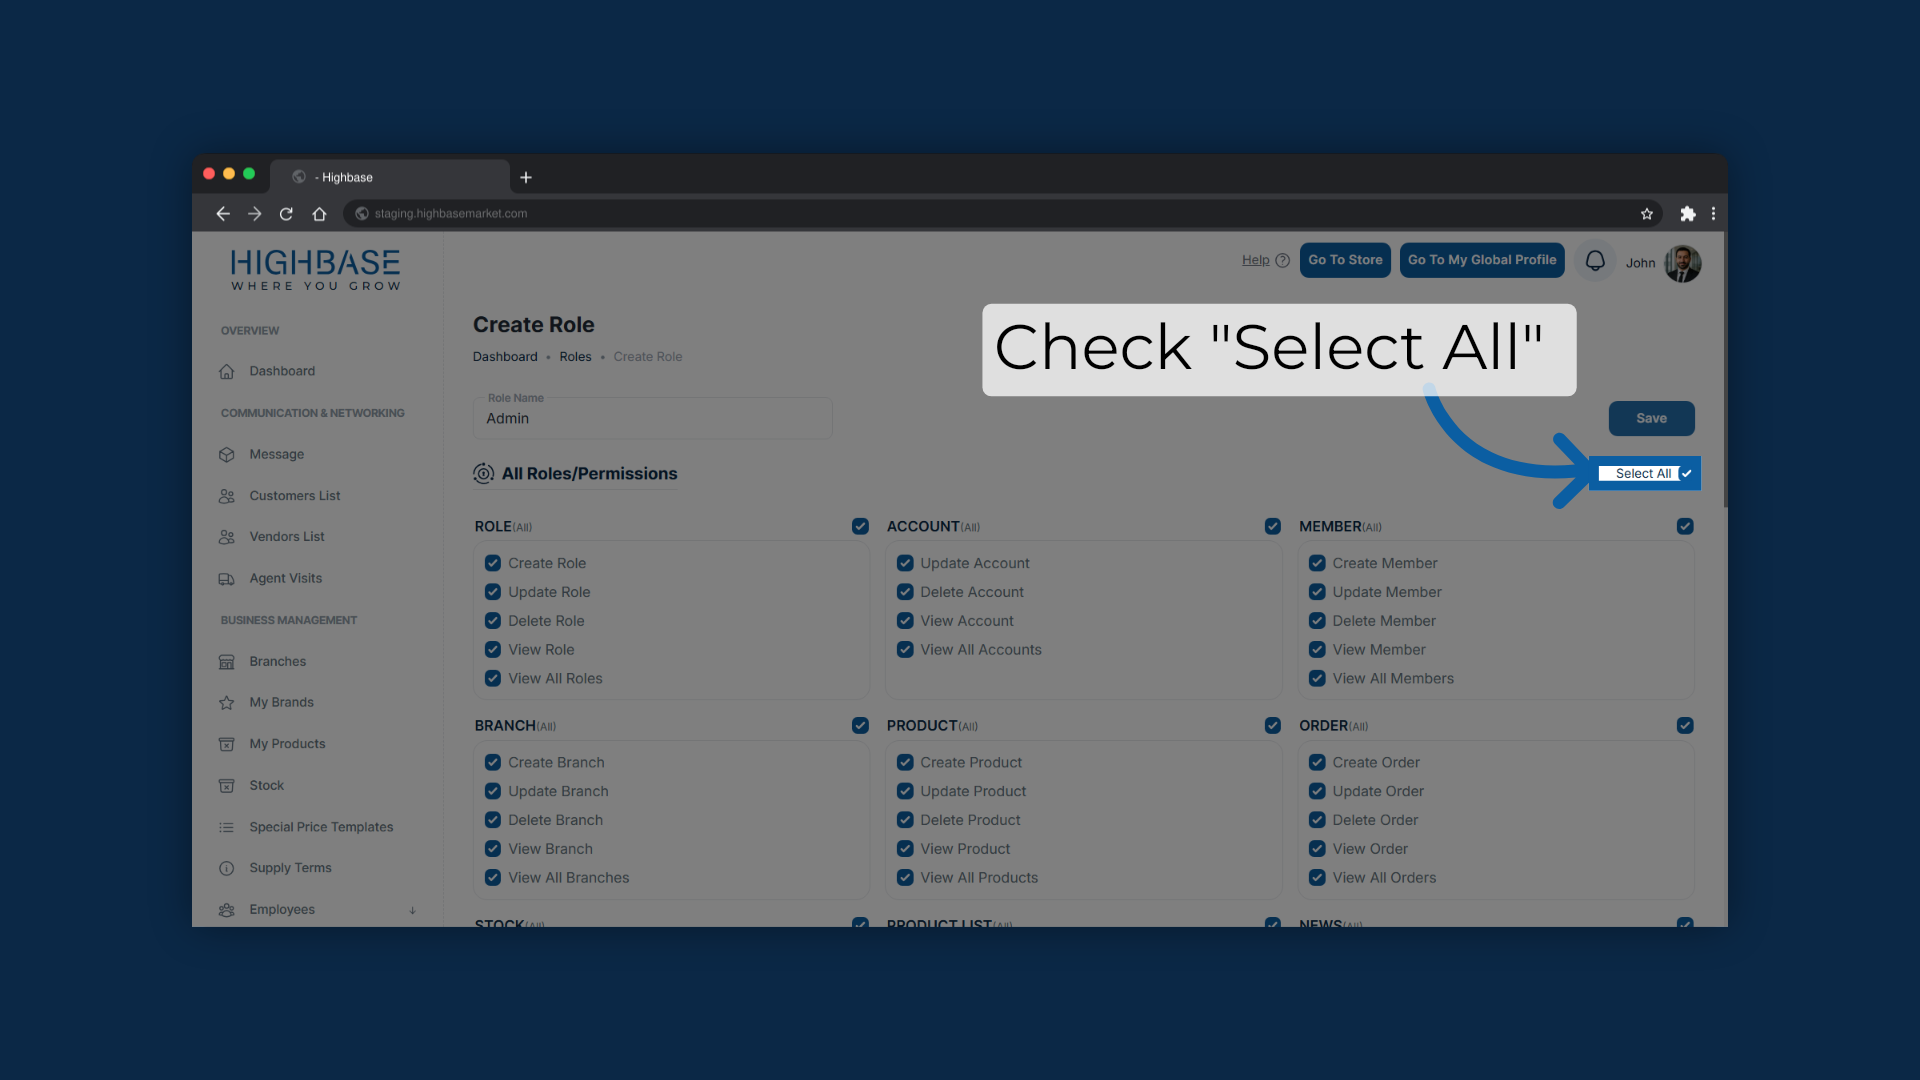 - Highbase
staging.highbasemarket.com
HIGHBASE
WHERE YOU GROW
Help ?
Go To Store
Go To My Global Profile
John
OVERVIEW
Dashboard
COMMUNICATION & NETWORKING
Message
Customers List
Vendors List
Agent Visits
BUSINESS MANAGEMENT
Branches
My Brands
My Products
Stock
Special Price Templates
Supply Terms
Employees
Create Role
Dashboard • Roles • Create Role
Check "Select All"
Role Name
Admin
Save
All Roles/Permissions
Select All
ROLE(All)
Create Role
Update Role
Delete Role
View Role
View All Roles
ACCOUNT(All)
Update Account
Delete Account
View Account
View All Accounts
MEMBER(All)
Create Member
Update Member
Delete Member
View Member
View All Members
BRANCH(All)
Create Branch
Update Branch
Delete Branch
View Branch
View All Branches
PRODUCT(All)
Create Product
Update Product
Delete Product
View Product
View All Products
ORDER(All)
Create Order
Update Order
Delete Order
View Order
View All Orders
STOCK(All)
PRODUCT LIST(All)
NEWS(All)